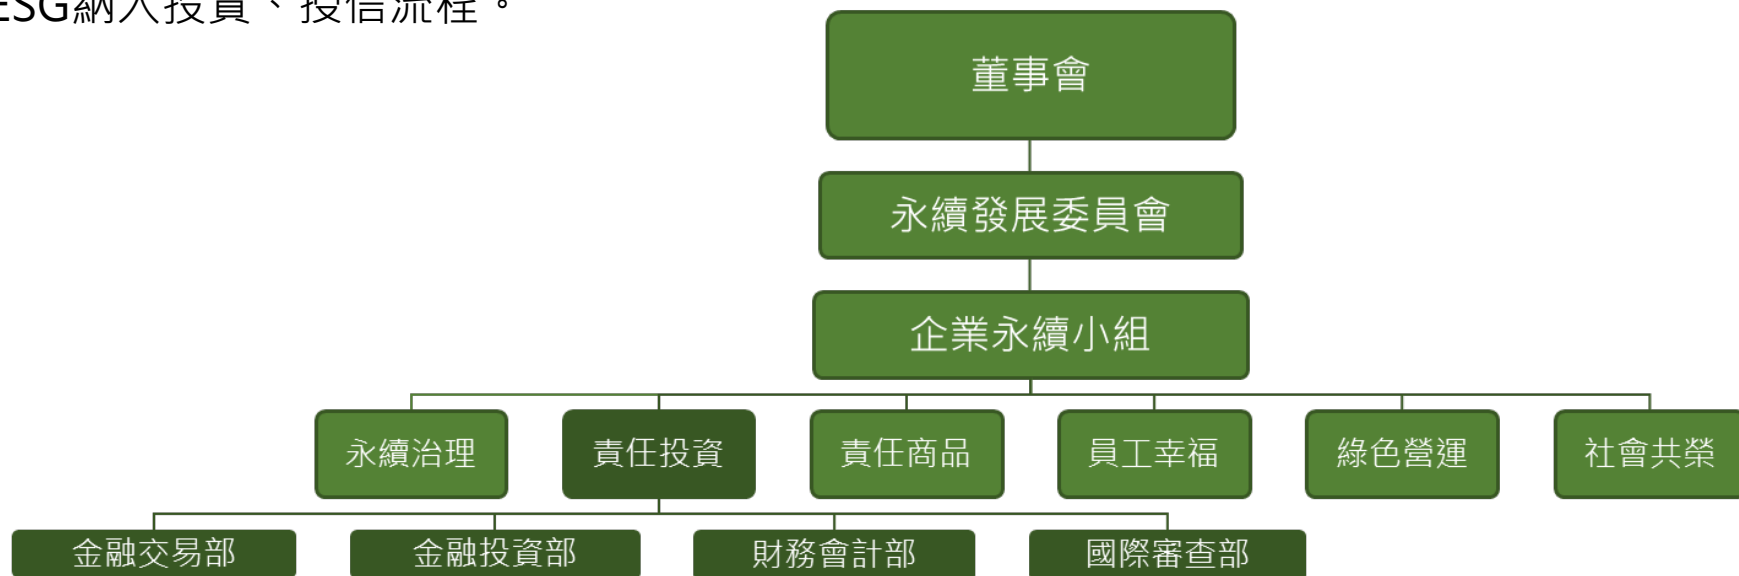 ESG納入投資、授信流程。
董事會
永續發展委員會
企業永續小組
永續治理
責任投資
責任商品
員工幸福
綠色營運
社會共榮
金融交易部
金融投資部
財務會計部
國際審查部